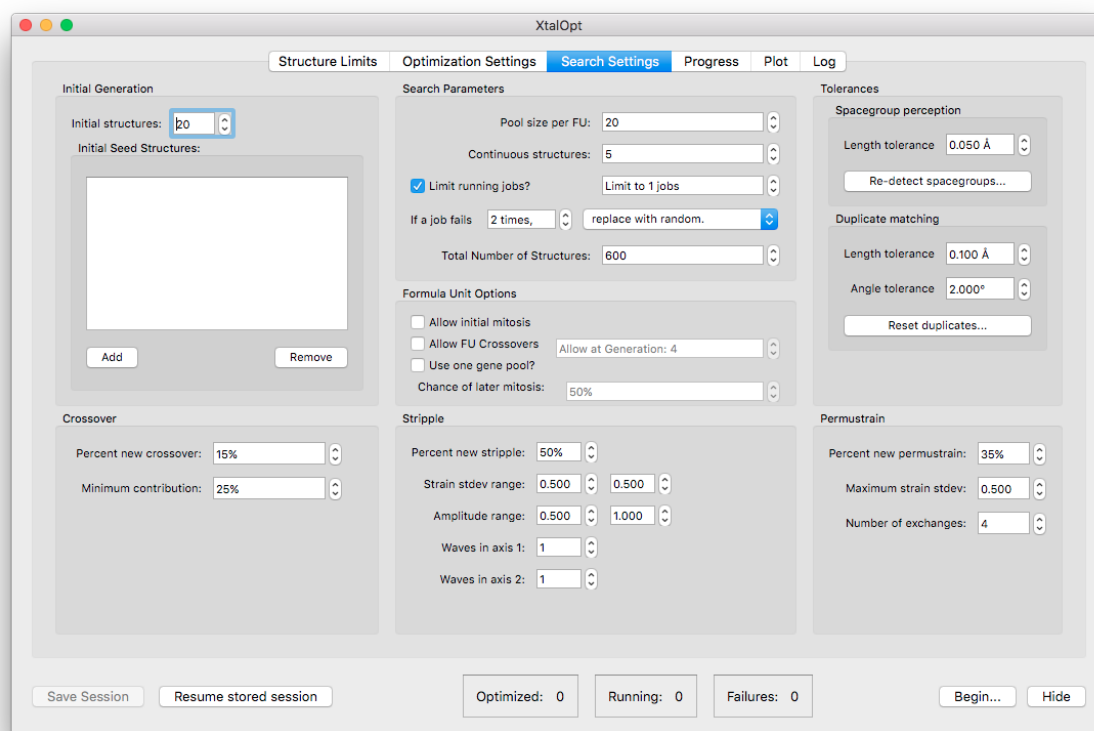 XtalOpt
Structure Limits Optimization Settings Search Settings Progress Plot Log
Initial Generation
Initial structures: 20
Initial Seed Structures:
Add Remove
Search Parameters
Pool size per FU: 20
Continuous structures: 5
Limit running jobs? Limit to 1 jobs
If a job fails 2 times, replace with random.
Total Number of Structures: 600
Formula Unit Options
Allow initial mitosis
Allow FU Crossovers Allow at Generation: 4
Use one gene pool?
Chance of later mitosis: 50%
Tolerances
Spacegroup perception
Length tolerance 0.050 Å
Re-detect spacegroups...
Duplicate matching
Length tolerance 0.100 Å
Angle tolerance 2.000°
Reset duplicates...
Crossover
Percent new crossover: 15%
Minimum contribution: 25%
Stripple
Percent new stripple: 50%
Strain stdev range: 0.500 0.500
Amplitude range: 0.500 1.000
Waves in axis 1: 1
Waves in axis 2: 1
Permustrain
Percent new permustrain: 35%
Maximum strain stdev: 0.500
Number of exchanges: 4
Save Session Resume stored session Optimized: 0 Running: 0 Failures: 0 Begin... Hide